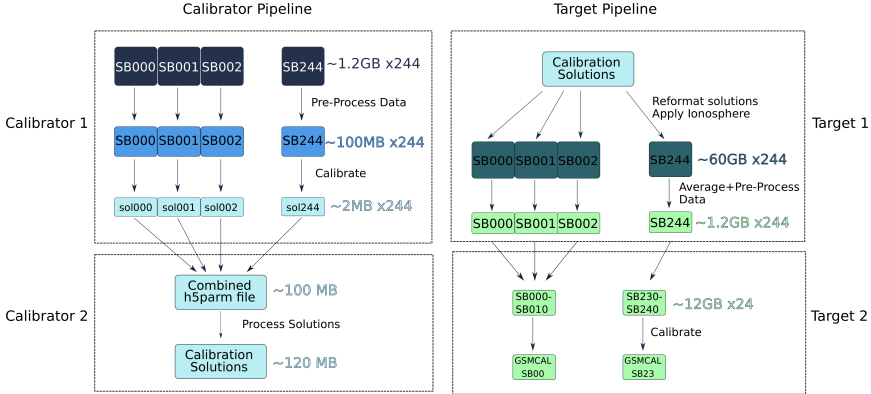 Calibrator Pipeline
Target Pipeline
Calibrator 1
SB000 SB001 SB002 SB244 ~1.2GB x244
Pre-Process Data
SB000 SB001 SB002 SB244 ~100MB x244
Calibrate
sol000 sol001 sol002 sol244 ~2MB x244
Calibrator 2
Combined
h5parm file
~100 MB
Process Solutions
Calibration
Solutions
~120 MB
Target 1
Calibration
Solutions
Reformat solutions
Apply Ionosphere
SB000 SB001 SB002 SB244 ~60GB x244
Average+Pre-Process
Data
SB000 SB001 SB002 SB244 ~1.2GB x244
Target 2
SB000-
SB010
SB230-
SB240
~12GB x24
Calibrate
GSMCAL
SB00
GSMCAL
SB23